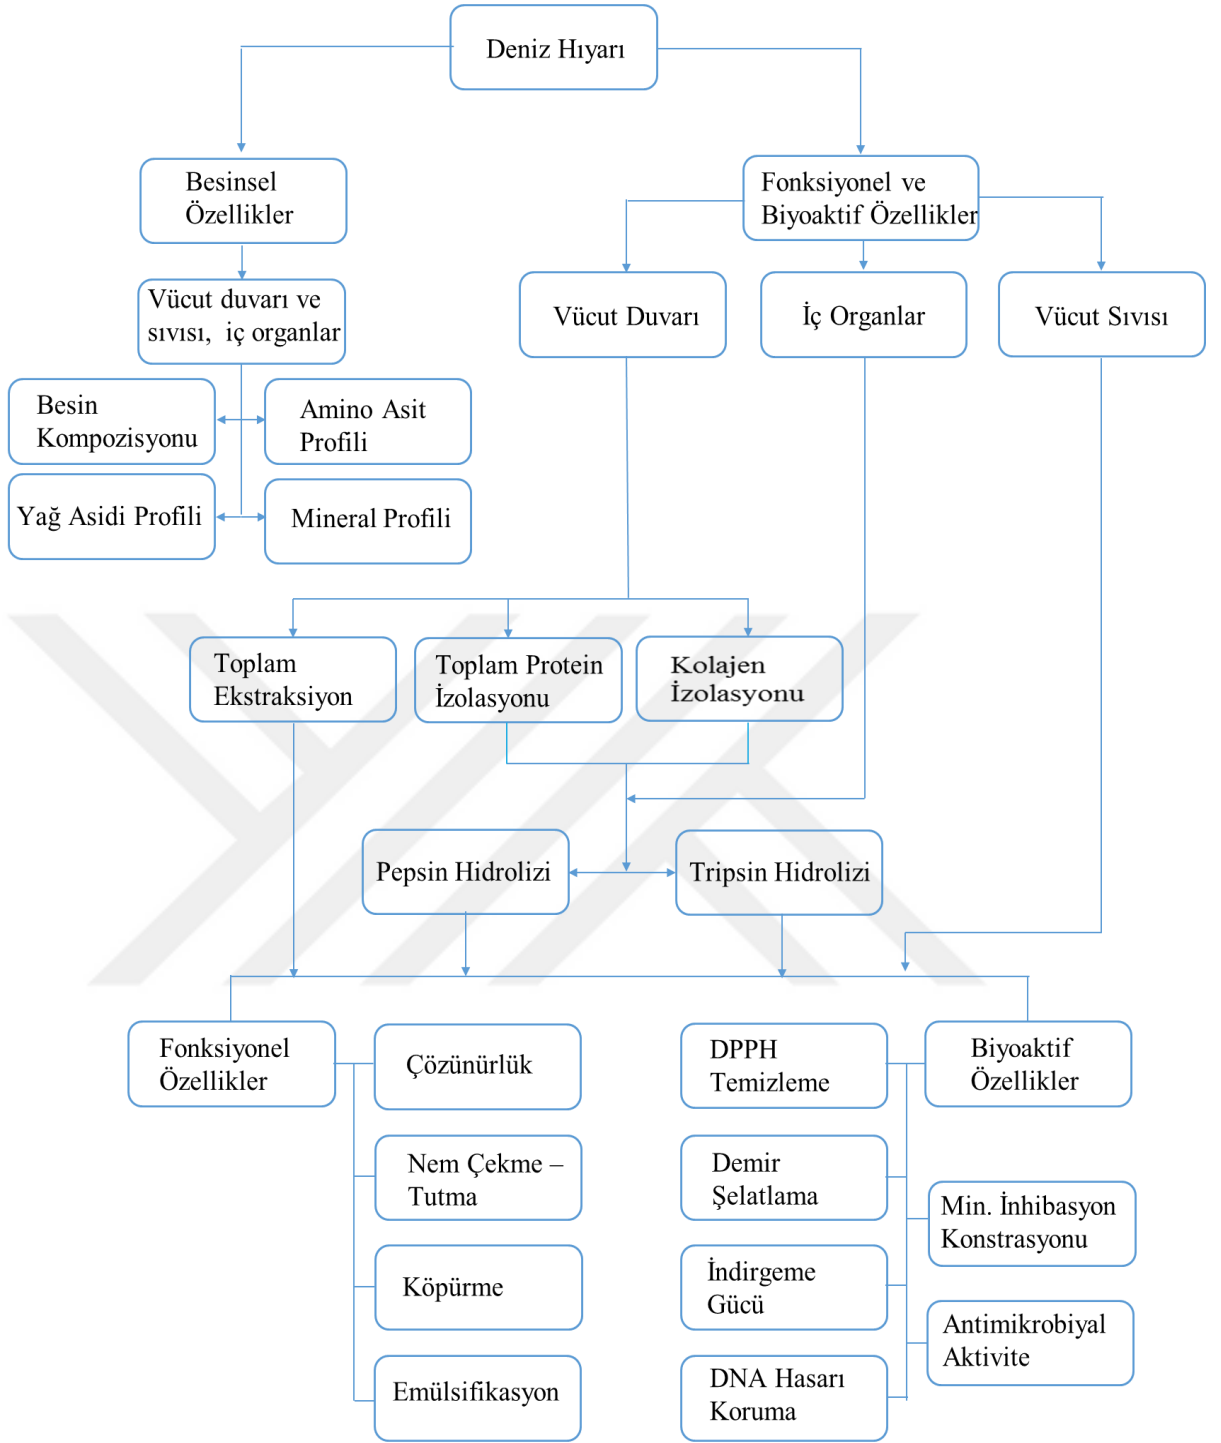 Deniz Hıyarı
Besinsel
Özellikler
Fonksiyonel ve
Biyoaktif Özellikler
Vücut duvarı ve
sıvısı, iç organlar
Vücut Duvarı
İç Organlar
Vücut Sıvısı
Besin
Kompozisyonu
Amino Asit
Profili
Yağ Asidi Profili
Mineral Profili
Toplam
Ekstraksiyon
Toplam Protein
İzolasyonu
Kolajen
İzolasyonu
Pepsin Hidrolizi
Tripsin Hidrolizi
Fonksiyonel
Özellikler
Çözünürlük
DPPH
Temizleme
Biyoaktif
Özellikler
Nem Çekme –
Tutma
Demir
Şelatlama
Min. İnhibasyon
Konstrasyonu
Köpürme
İndirgeme
Gücü
Antimikrobiyal
Aktivite
Emülsifikasyon
DNA Hasarı
Koruma